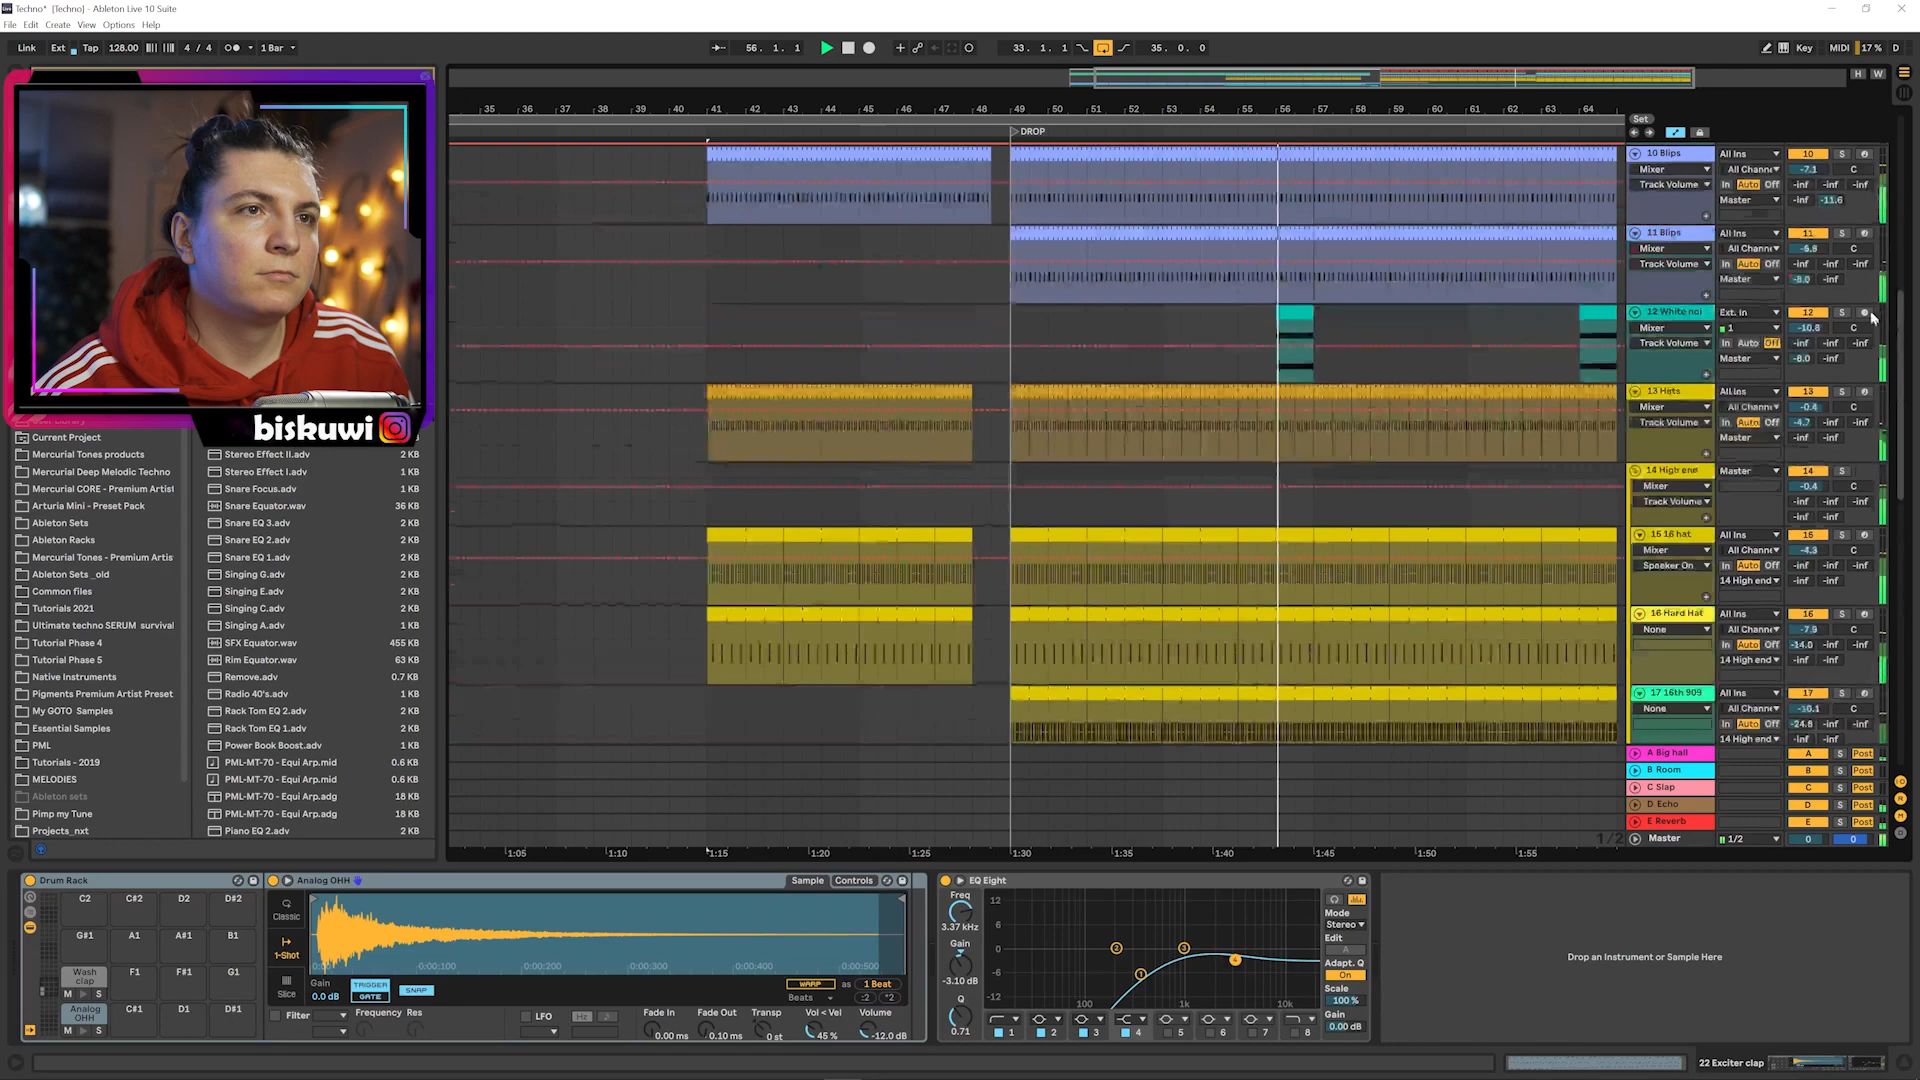 Techno* [Techno] - Ableton Live 10 Suite
File Edit Create View Options Help
Link Ext Tap 128.00 4 / 4 1 Bar 56. 1. 1 33. 1. 1 35. 0. 0 Key MIDI 17 % D
H W
35 36 37 38 39 40 41 42 43 44 45 46 47 48 49 50 51 52 53 54 55 56 57 58 59 60 61 62 63 64
Set
DROP
10 Blips All Ins 10 S
Mixer All Channe -7.1 C
Track Volume In Auto Off -inf -inf -inf
Master -inf -11.6
11 Blips All Ins 11 S
Mixer All Channe -6.9 C
Track Volume In Auto Off -inf -inf -inf
Master -8.0 -inf
12 White noi Ext. In 12 S
Mixer 1 -10.8 C
Track Volume In Auto Off -inf -inf -inf
Master -8.0 -inf
13 Hats All Ins 13 S
Mixer All Channe -0.4 C
Track Volume In Auto Off -4.7 -inf -inf
Master -inf -inf
14 High end Master 14 S
Mixer -0.4 C
Track Volume -inf -inf -inf
-inf -inf
15 16 hat All Ins 15 S
Mixer All Channe -4.3 C
Speaker On In Auto Off -inf -inf -inf
14 High end -inf -inf
16 Hard Hat All Ins 16 S
None All Channe -7.9 C
In Auto Off -14.0 -inf -inf
14 High end -inf -inf
17 16th 909 All Ins 17 S
None All Channe -10.1 C
In Auto Off -24.8 -inf -inf
14 High end -inf -inf
A Big hall A S Post
B Room B S Post
C Slap C S Post
D Echo D S Post
E Reverb E S Post
1/2 Master 1/2 0 0
1:05 1:10 1:15 1:20 1:25 1:30 1:35 1:40 1:45 1:50 1:55
biskuwi
Current Project
Mercurial Tones products
Mercurial Deep Melodic Techno
Mercurial CORE - Premium Artist
Arturia Mini - Preset Pack
Ableton Sets
Ableton Racks
Mercurial Tones - Premium Artis
Ableton Sets _old
Common files
Tutorials 2021
Ultimate techno SERUM survival
Tutorial Phase 4
Tutorial Phase 5
Native Instruments
Pigments Premium Artist Preset
My GOTO Samples
Essential Samples
PML
Tutorials - 2019
MELODIES
Ableton sets
Pimp my Tune
Projects_nxt
Stereo Effect II.adv 2 KB
Stereo Effect I.adv 1 KB
Snare Focus.adv 1 KB
Snare Equator.wav 36 KB
Snare EQ 3.adv 2 KB
Snare EQ 2.adv 2 KB
Snare EQ 1.adv 2 KB
Singing G.adv 2 KB
Singing E.adv 2 KB
Singing C.adv 2 KB
Singing A.adv 2 KB
SFX Equator.wav 455 KB
Rim Equator.wav 63 KB
Remove.adv 0.7 KB
Radio 40's.adv 1 KB
Rack Tom EQ 2.adv 2 KB
Rack Tom EQ 1.adv 2 KB
Power Book Boost.adv 1 KB
PML-MT-70 - Equi Arp.mid 0.6 KB
PML-MT-70 - Equi Arp.mid 0.6 KB
PML-MT-70 - Equi Arp.adg 18 KB
PML-MT-70 - Equi Arp.adg 18 KB
Piano EQ 2.adv 2 KB
Drum Rack
C2 C#2 D2 D#2
G#1 A1 A#1 B1
Wash clap F1 F#1 G1
M S
Analog OHH C#1 D1 D#1
M S
Analog OHH Sample Controls
Classic
1-Shot
Slice
0:00:100 0:00:200 0:00:300 0:00:400 0:00:500
Gain 0.0 dB TRIGGER GATE SNAP WARP as 1 Beat
Beats :2 *2
Filter Frequency Res LFO Hz Fade In Fade Out Transp Vol < Vel Volume
0.00 ms 0.10 ms 0 st 45 % -12.0 dB
EQ Eight
Freq 3.37 kHz
Gain -3.10 dB
Q 0.71
12 6 0 -6 -12
100 1k 10k
1 2 3 4
1 2 3 4 5 6 7 8
Mode Stereo
Edit A
Adapt. Q On
Scale 100 %
Gain 0.00 dB
Drop an Instrument or Sample Here
22 Exciter clap